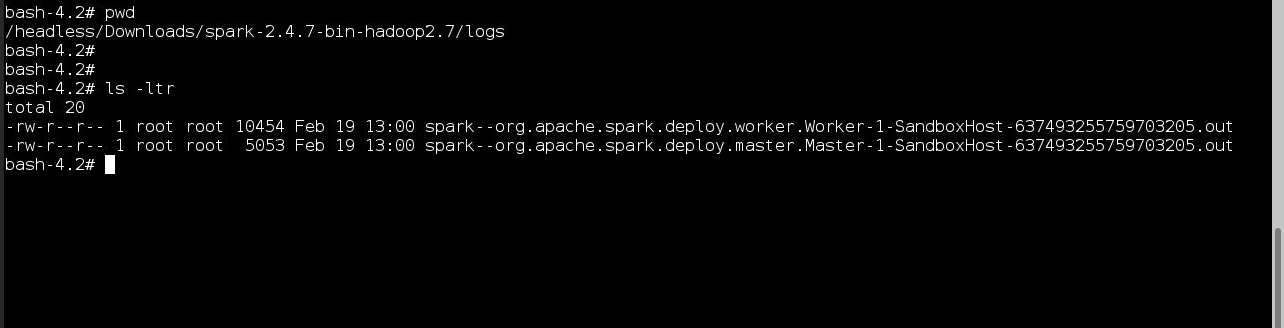 bash-4.2# pwd
/headless/Downloads/spark-2.4.7-bin-hadoop2.7/logs
bash-4.2#
bash-4.2#
bash-4.2# ls -ltr
total 20
-rw-r--r-- 1 root root 10454 Feb 19 13:00 spark--org.apache.spark.deploy.worker.Worker-1-SandboxHost-637493255759703205.out
-rw-r--r-- 1 root root  5053 Feb 19 13:00 spark--org.apache.spark.deploy.master.Master-1-SandboxHost-637493255759703205.out
bash-4.2#